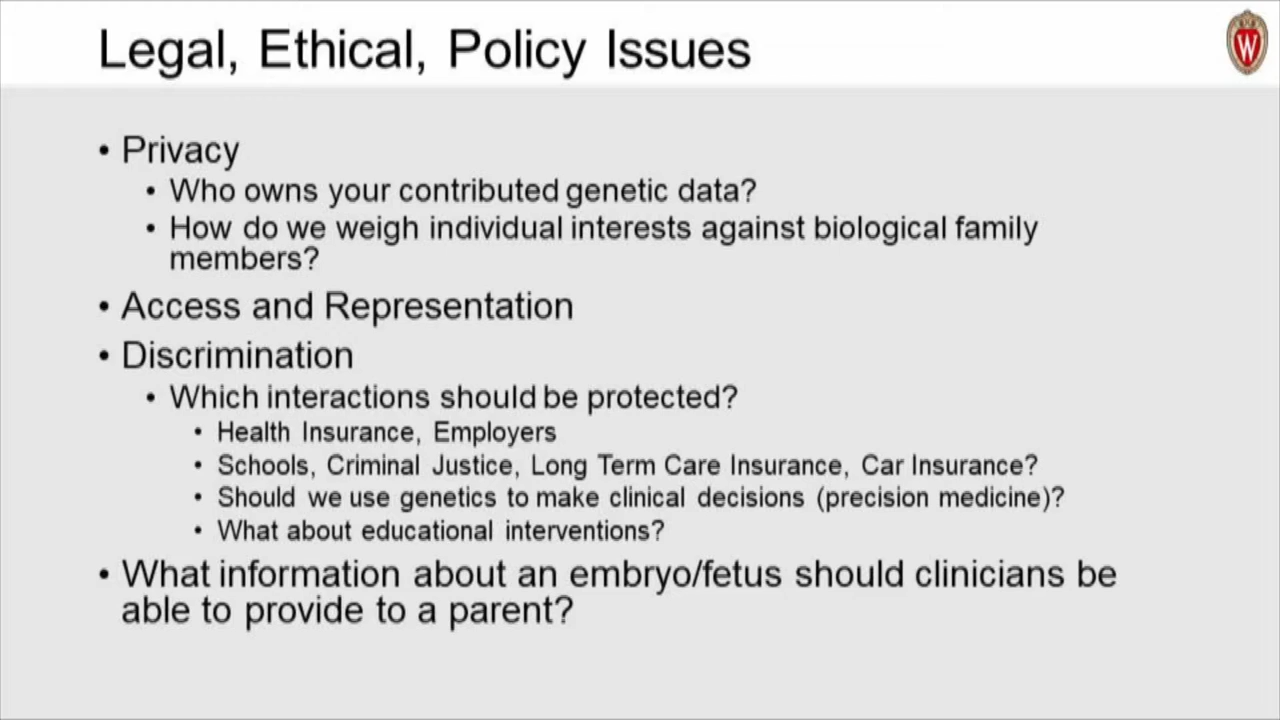 Legal, Ethical, Policy Issues
W
• Privacy
• Who owns your contributed genetic data?
• How do we weigh individual interests against biological family
members?
• Access and Representation
• Discrimination
• Which interactions should be protected?
• Health Insurance, Employers
• Schools, Criminal Justice, Long Term Care Insurance, Car Insurance?
• Should we use genetics to make clinical decisions (precision medicine)?
• What about educational interventions?
• What information about an embryo/fetus should clinicians be
able to provide to a parent?